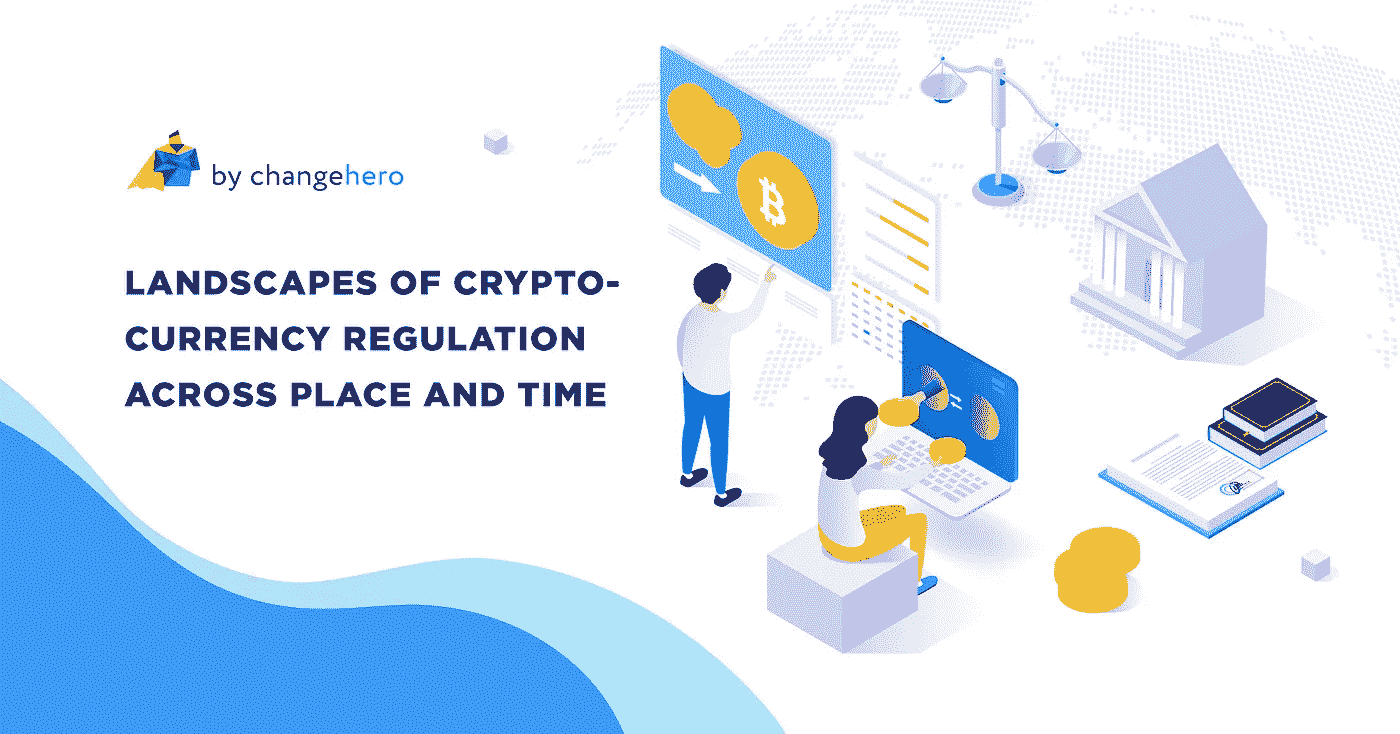 by changehero
LANDSCAPES OF CRYPTO-
CURRENCY REGULATION
ACROSS PLACE AND TIME